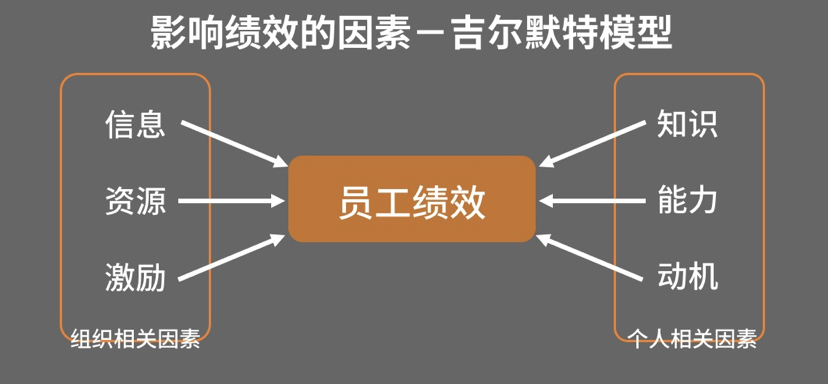 影响绩效的因素－吉尔默特模型
信息
资源
激励
组织相关因素
员工绩效
知识
能力
动机
个人相关因素